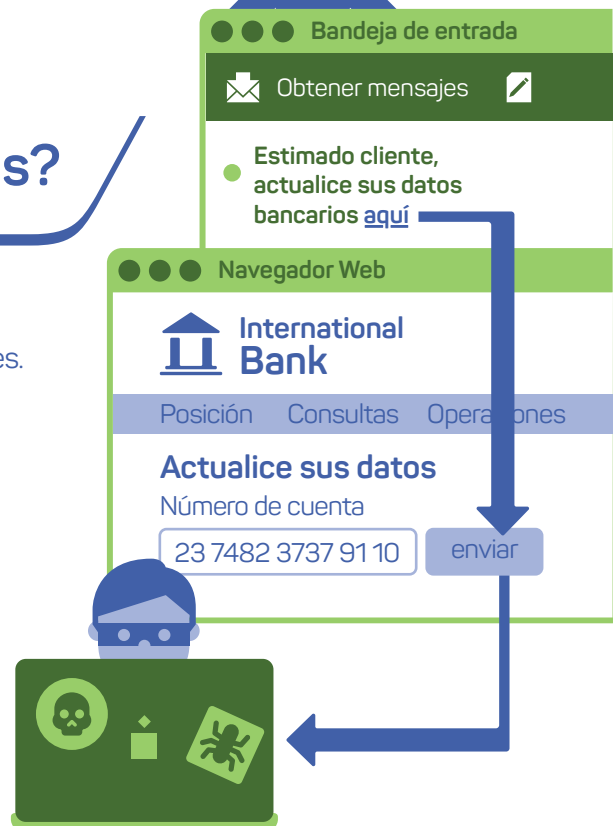 Bandeja de entrada
Obtener mensajes
s?
Estimado cliente,
actualice sus datos
bancarios aquí
Navegador Web
es.
International
Bank
Posición Consultas Operaciones
Actualice sus datos
Número de cuenta
23 7482 3737 91 10 enviar